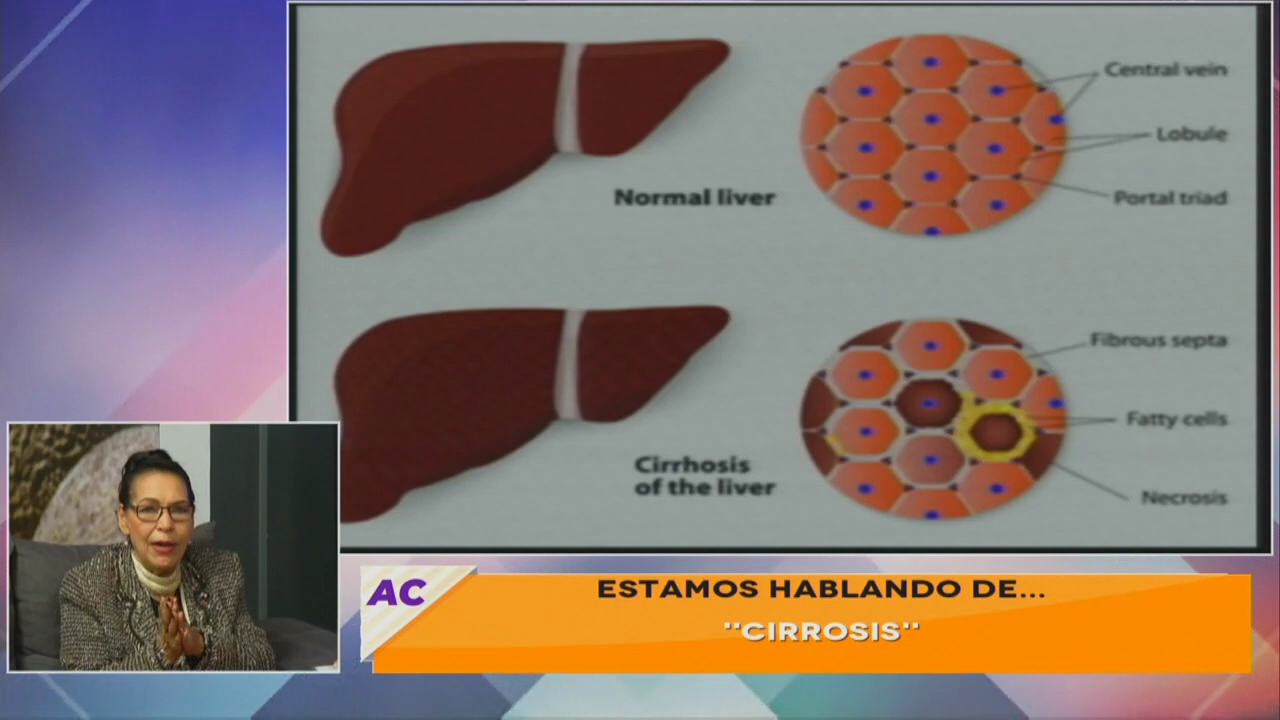 Central vein
Lobule
Normal liver
Portal triad
Fibrous septa
Fatty cells
Cirrhosis
of the liver
Necrosis
AC
ESTAMOS HABLANDO DE...
"CIRROSIS"